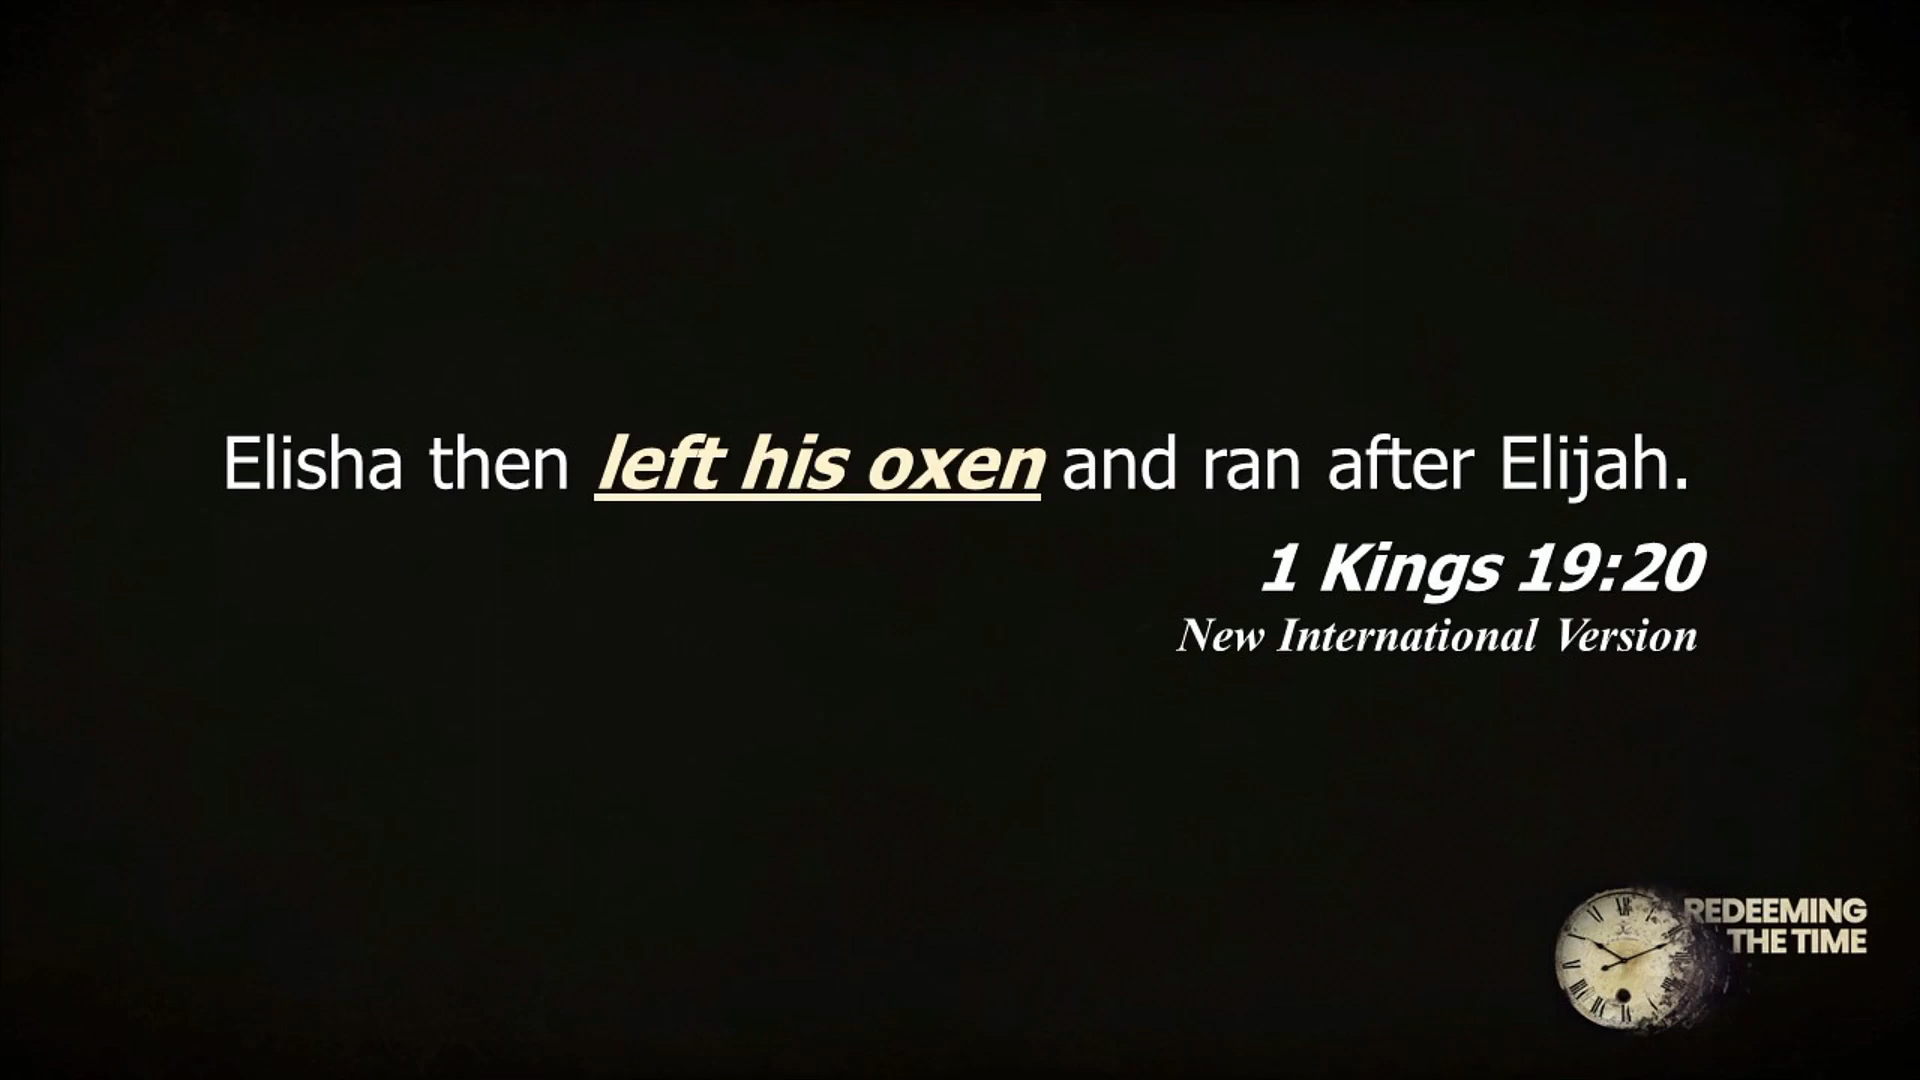 Elisha then left his oxen and ran after Elijah.
1 Kings 19:20
New International Version
REDEEMING
THE TIME